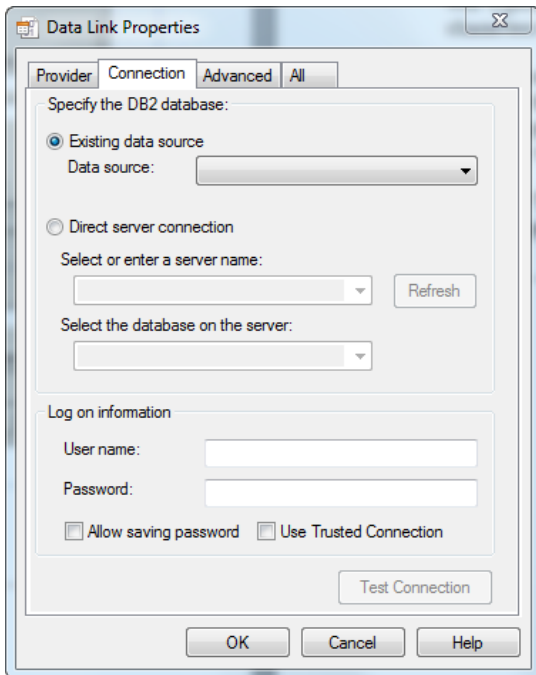 Data Link Properties
Provider Connection Advanced All
Specify the DB2 database:
Existing data source
Data source:
Direct server connection
Select or enter a server name:
Refresh
Select the database on the server:
Log on information
User name:
Password:
Allow saving password Use Trusted Connection
Test Connection
OK Cancel Help